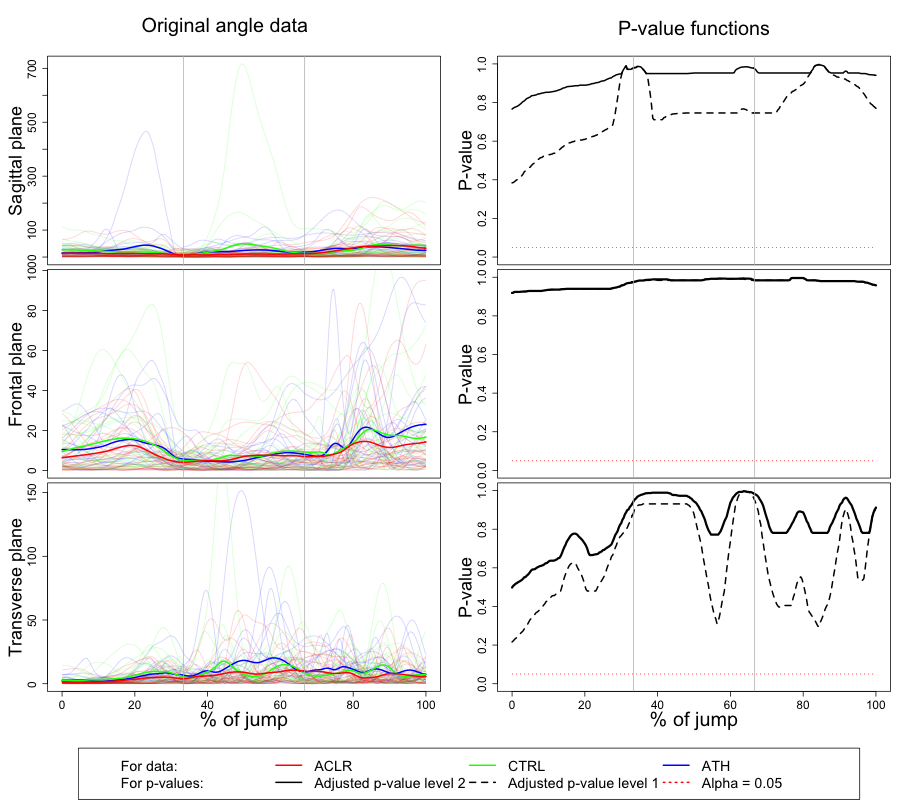 Original angle data
P-value functions
Sagittal plane
700
500
300
100
000
P-value
1.0
0.8
0.6
0.4
0.2
0.0
Frontal plane
100
80
60
40
20
0
P-value
1.0
0.8
0.6
0.4
0.2
0.0
Transverse plane
150
100
50
0
P-value
1.0
0.8
0.6
0.4
0.2
0.0
0 20 40 60 80 100
% of jump
0 20 40 60 80 100
% of jump
For data: ACLR CTRL ATH
For p-values: Adjusted p-value level 2 Adjusted p-value level 1 Alpha = 0.05